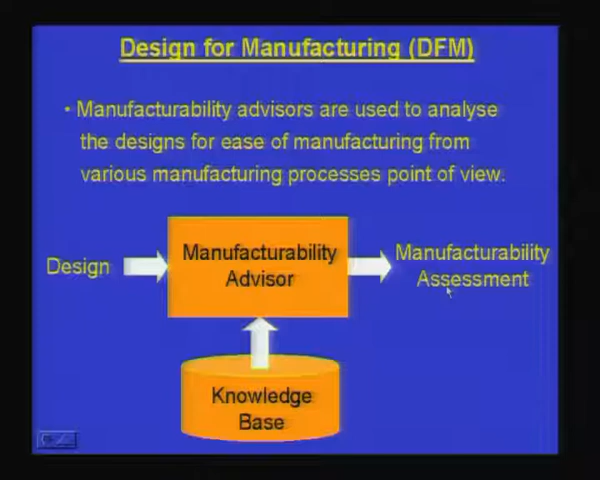 Design for Manufacturing (DFM)
• Manufacturability advisors are used to analyse
the designs for ease of manufacturing from
various manufacturing processes point of view.
Design
Manufacturability
Advisor
Manufacturability
Assessment
Knowledge
Base